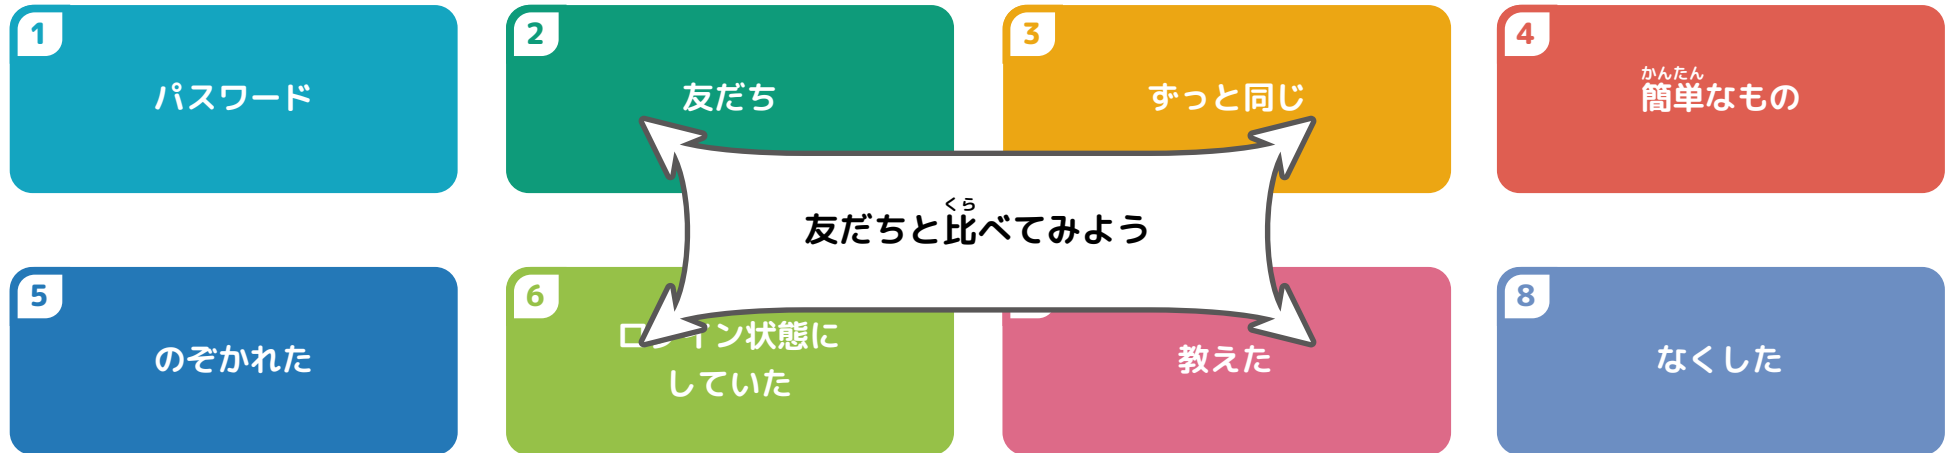 1
パスワード
2
友だち
3
ずっと同じ
4
かんたん
簡単なもの
くら
友だちと比べてみよう
5
のぞかれた
6
ログイン状態に
していた
教えた
8
なくした